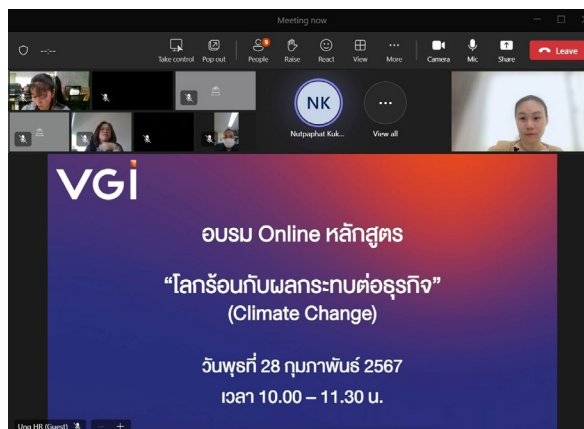 Meeting now
--:--
Take control
Pop out
9
People
Raise
React
View
More
Camera
Mic
Share
Leave
NK
Nutpaphat Kuk...
View all
VGI
อบรม Online หลักสูตร
“โลกร้อนกับผลกระทบต่อธุรกิจ”
(Climate Change)
วันพุธที่ 28 กุมภาพันธ์ 2567
เวลา 10.00 – 11.30 น.
Ung HR (Guest)